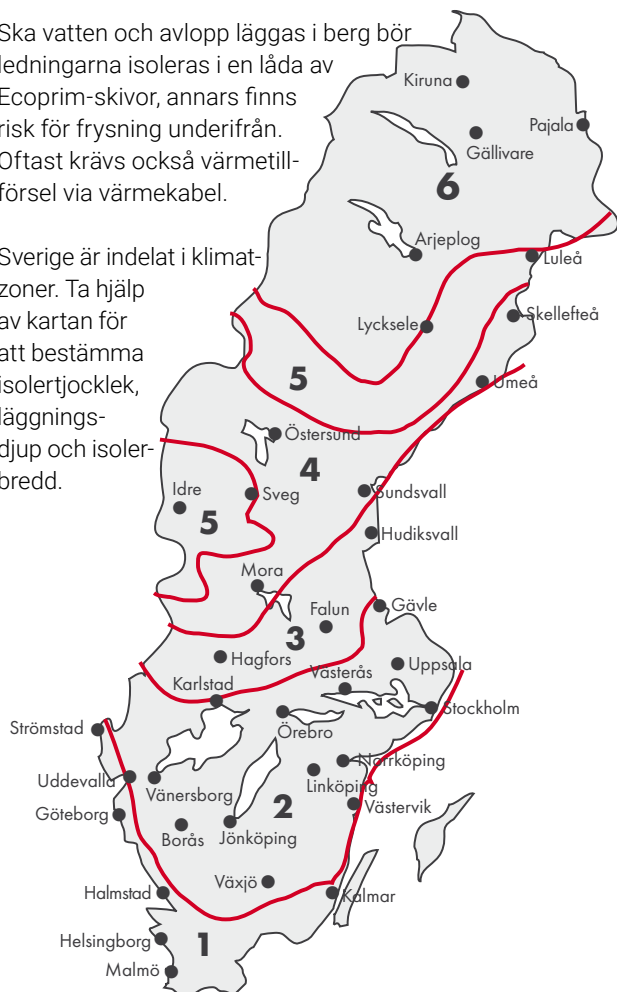 Ska vatten och avlopp läggas i berg bör
ledningarna isoleras i en låda av
Ecoprim-skivor, annars finns
risk för frysning underifrån.
Oftast krävs också värmetill-
försel via värmekabel.
Sverige är indelat i klimat-
zoner. Ta hjälp
av kartan för
att bestämma
isolertjocklek,
läggnings-
djup och isoler-
bredd.
Kiruna
Pajala
Gällivare
6
Arjeplog
Luleå
Lycksele
Skellefteå
5
Umeå
Östersund
4
Idre
Sveg
Sundsvall
5
Hudiksvall
Mora
Falun
Gävle
3
Hagfors
Uppsala
Västerås
Karlstad
Stockholm
Örebro
Strömstad
Norrköping
Uddevalla
Linköping
Vänersborg
2
Västervik
Göteborg
Borås
Jönköping
Växjö
Halmstad
Kalmar
Helsingborg
1
Malmö